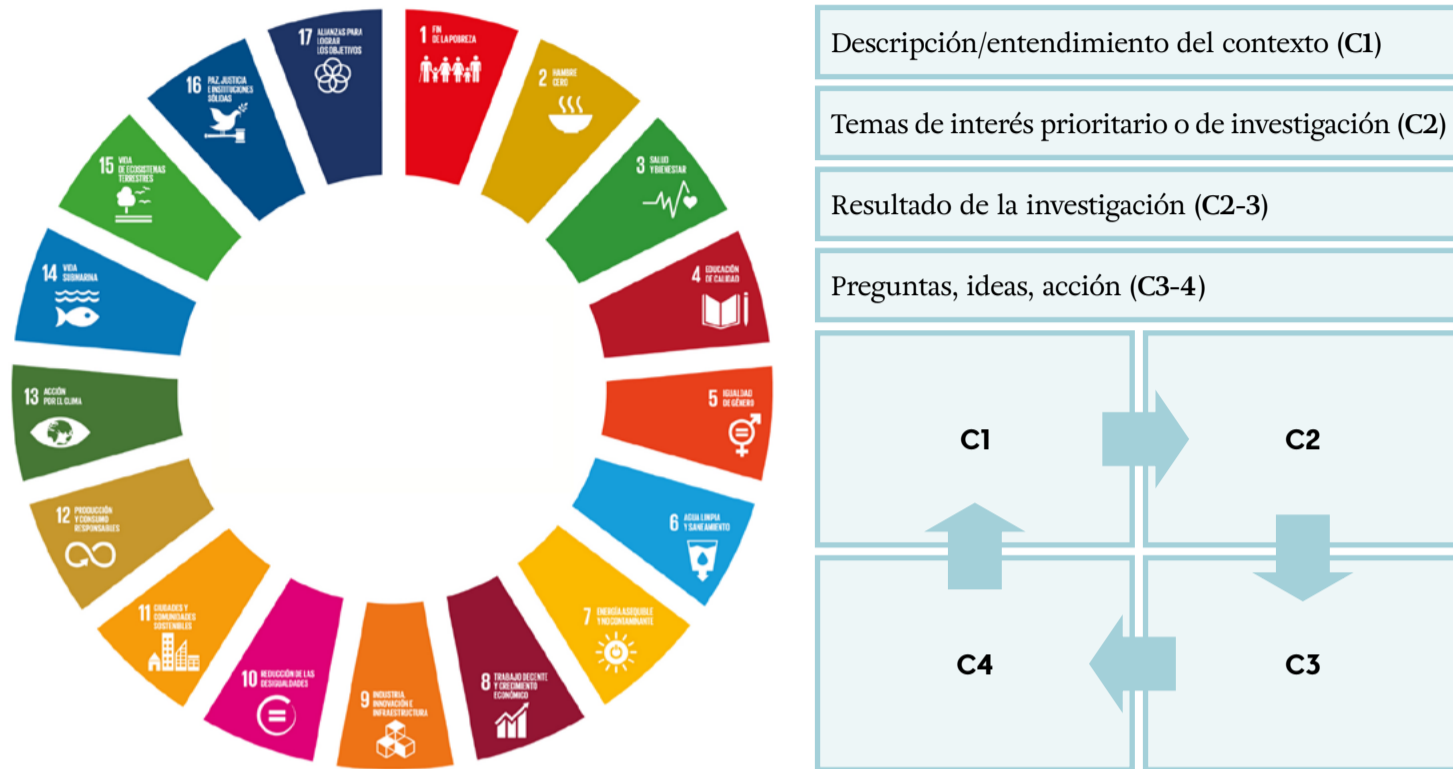 1 FIN
DE LA POBREZA
2 HAMBRE
CERO
3 SALUD
Y BIENESTAR
4 EDUCACIÓN
DE CALIDAD
5 IGUALDAD
DE GÉNERO
6 AGUA LIMPIA
Y SANEAMIENTO
7 ENERGÍA ASEQUIBLE
Y NO CONTAMINANTE
8 TRABAJO DECENTE
Y CRECIMIENTO
ECONÓMICO
9 INDUSTRIA,
INNOVACIÓN E
INFRAESTRUCTURA
10 REDUCCIÓN DE LAS
DESIGUALDADES
11 CIUDADES Y
COMUNIDADES
SOSTENIBLES
12 PRODUCCIÓN
Y CONSUMO
RESPONSABLES
13 ACCIÓN
POR EL CLIMA
14 VIDA
SUBMARINA
15 VIDA
DE ECOSISTEMAS
TERRESTRES
16 PAZ, JUSTICIA
E INSTITUCIONES
SÓLIDAS
17 ALIANZAS PARA
LOGRAR
LOS OBJETIVOS
Descripción/entendimiento del contexto (C1)
Temas de interés prioritario o de investigación (C2)
Resultado de la investigación (C2-3)
Preguntas, ideas, acción (C3-4)
C1
C2
C4
C3